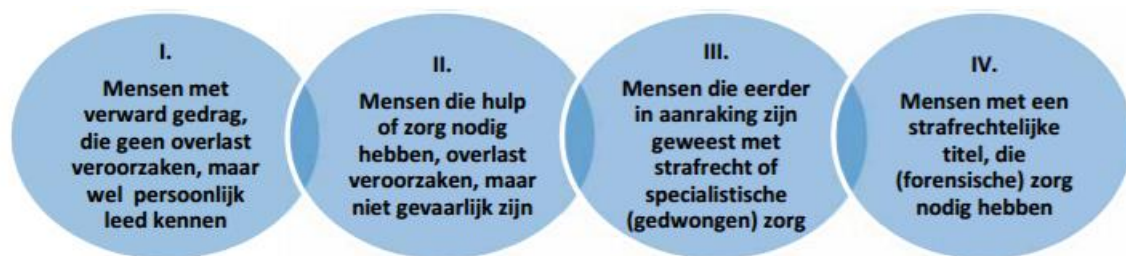 I.
Mensen met
verward gedrag,
die geen overlast
veroorzaken, maar
wel persoonlijk
leed kennen
II.
Mensen die hulp
of zorg nodig
hebben, overlast
veroorzaken, maar
niet gevaarlijk zijn
III.
Mensen die eerder
in aanraking zijn
geweest met
strafrecht of
specialistische
(gedwongen) zorg
IV.
Mensen met een
strafrechtelijke
titel, die
(forensische) zorg
nodig hebben